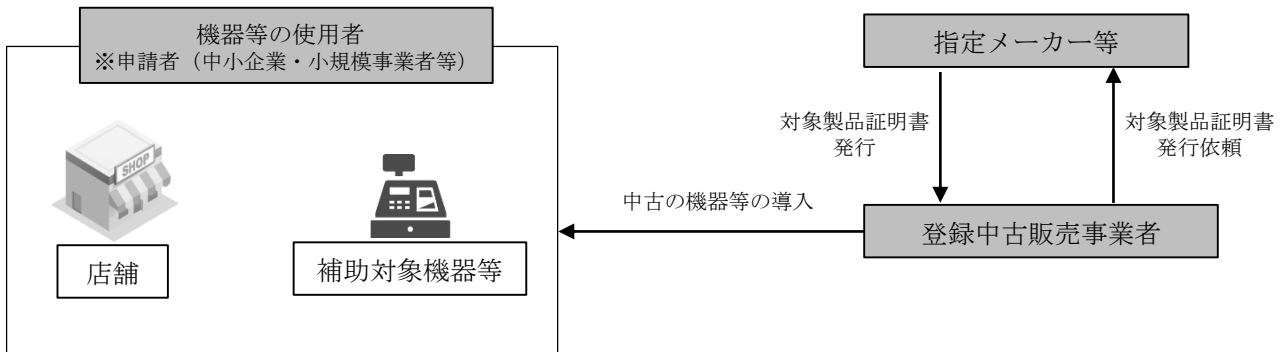 機器等の使用者
※申請者（中小企業・小規模事業者等）
指定メーカー等
対象製品証明書
発行
対象製品証明書
発行依頼
SHOP
中古の機器等の導入
登録中古販売事業者
店舗
補助対象機器等